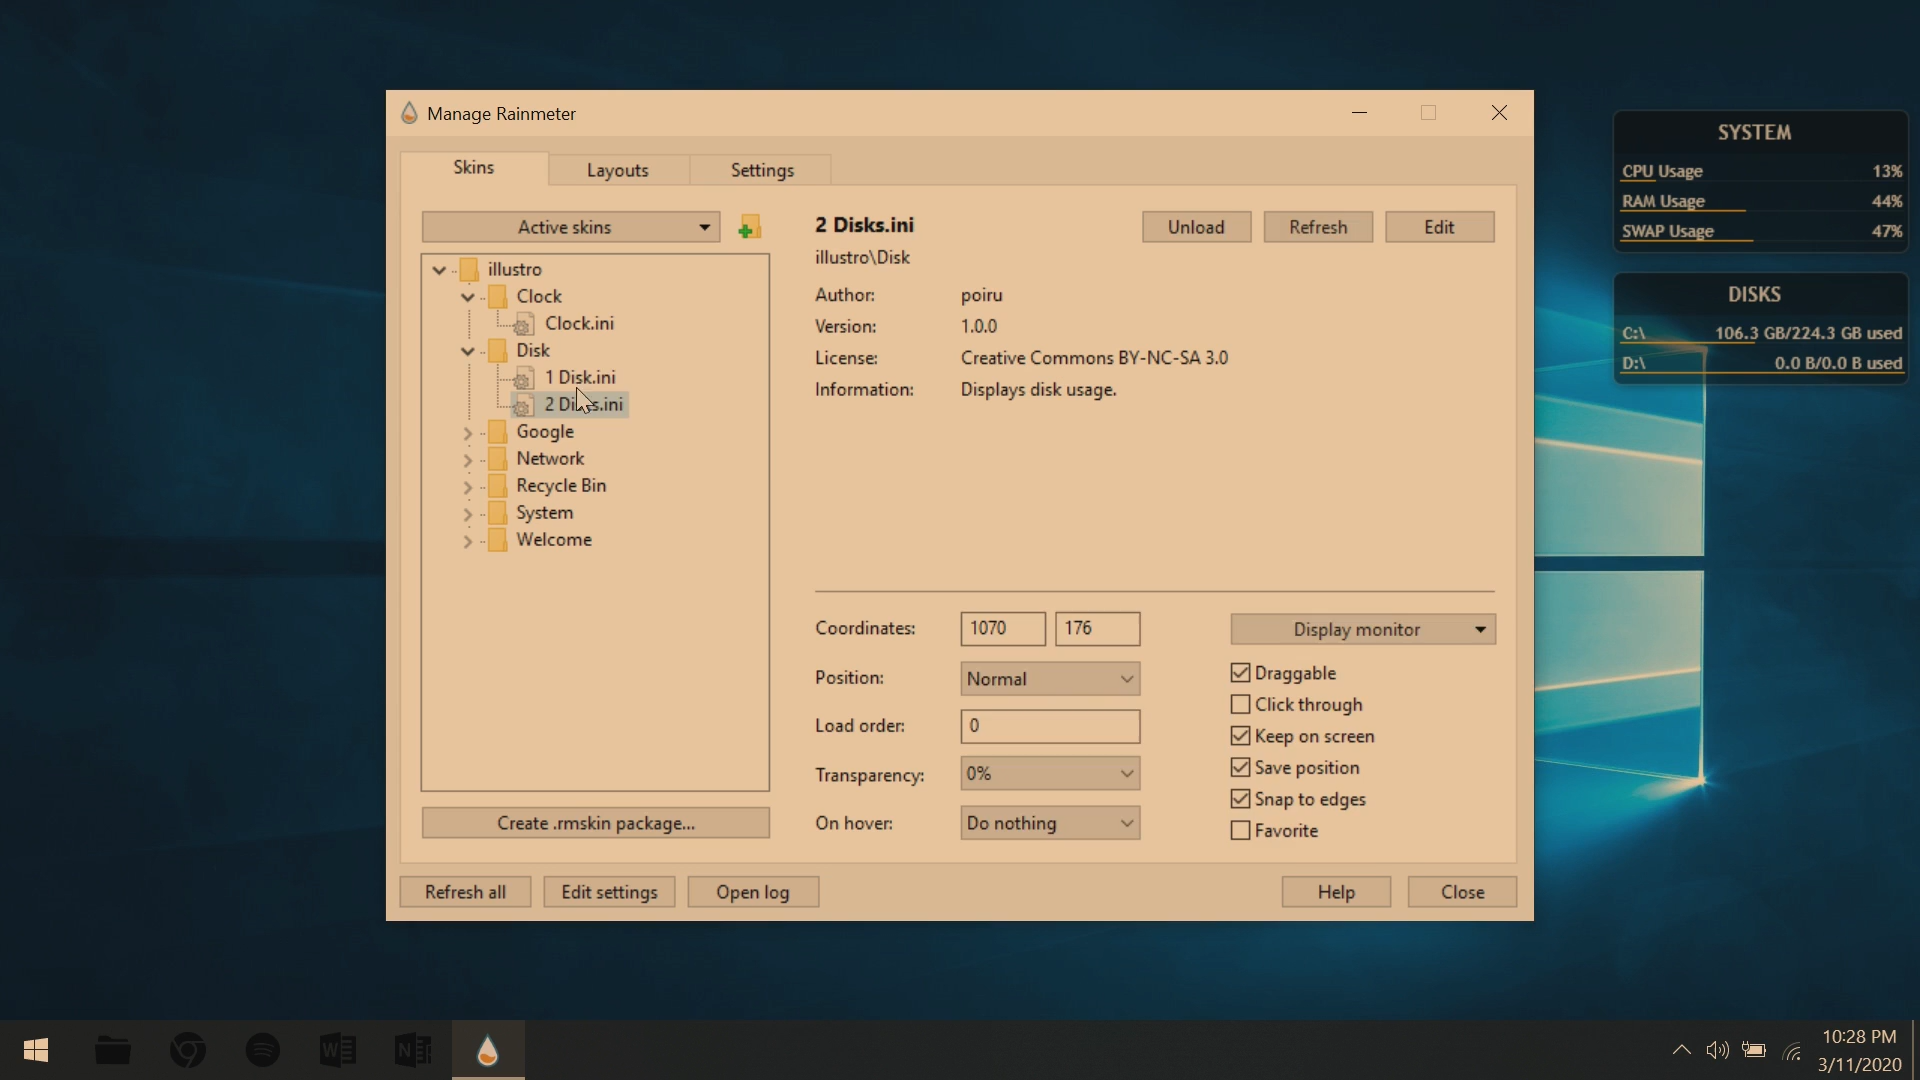 Manage Rainmeter
Skins
Layouts
Settings
Active skins
illustro
Clock
Clock.ini
Disk
1 Disk.ini
2 Disks.ini
Google
Network
Recycle Bin
System
Welcome
Create .rmskin package...
2 Disks.ini
Unload
Refresh
Edit
illustro\Disk
Author: poiru
Version: 1.0.0
License: Creative Commons BY-NC-SA 3.0
Information: Displays disk usage.
Coordinates: 1070 176
Position: Normal
Load order: 0
Transparency: 0%
On hover: Do nothing
Display monitor
Draggable
Click through
Keep on screen
Save position
Snap to edges
Favorite
Refresh all
Edit settings
Open log
Help
Close
SYSTEM
CPU Usage 13%
RAM Usage 44%
SWAP Usage 47%
DISKS
C:\ 106.3 GB/224.3 GB used
D:\ 0.0 B/0.0 B used
10:28 PM
3/11/2020